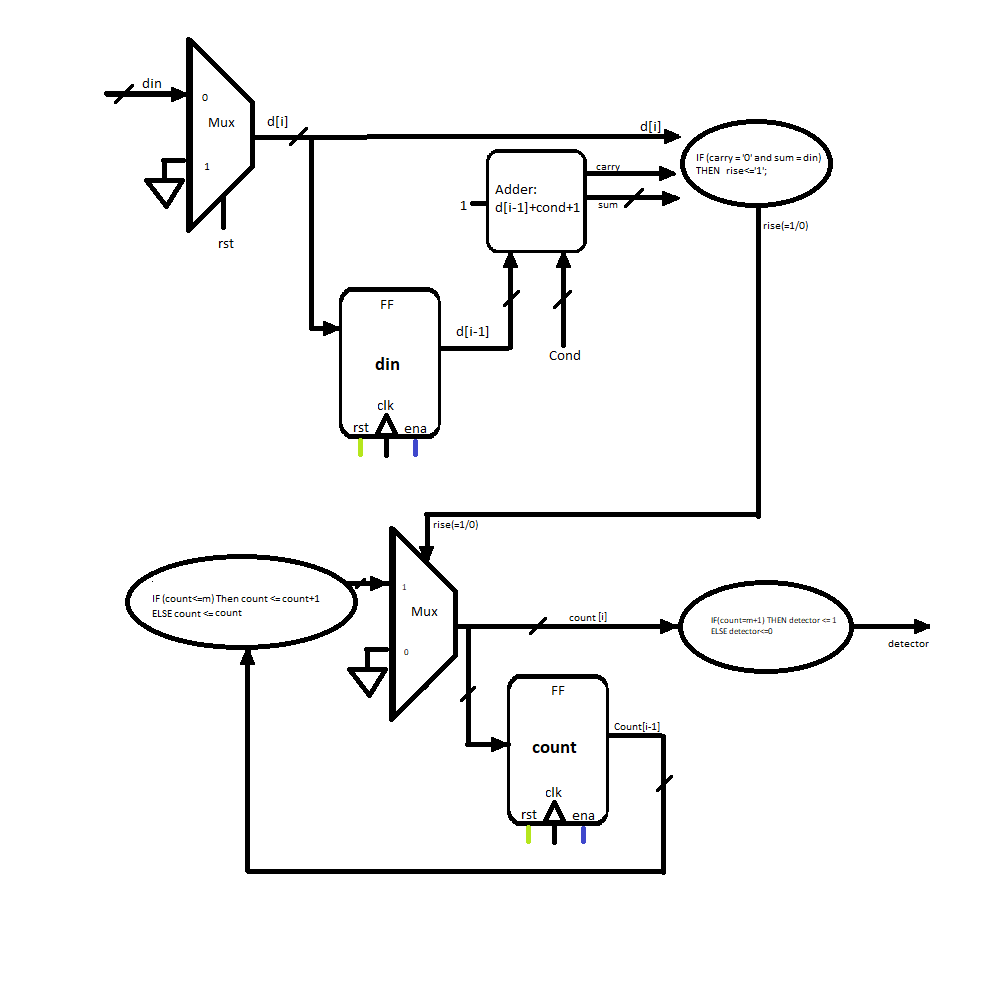 din
0
Mux
1
rst
d[i]
d[i]
carry
sum
Adder:
d[i-1]+cond+1
1
IF (carry = '0' and sum = din)
THEN rise<='1';
rise(=1/0)
FF
din
clk
rst
ena
d[i-1]
Cond
rise(=1/0)
IF (count<=m) Then count <= count+1
ELSE count <= count
1
Mux
0
count [i]
IF(count=m+1) THEN detector <= 1
ELSE detector<=0
detector
FF
count
clk
rst
ena
Count[i-1]